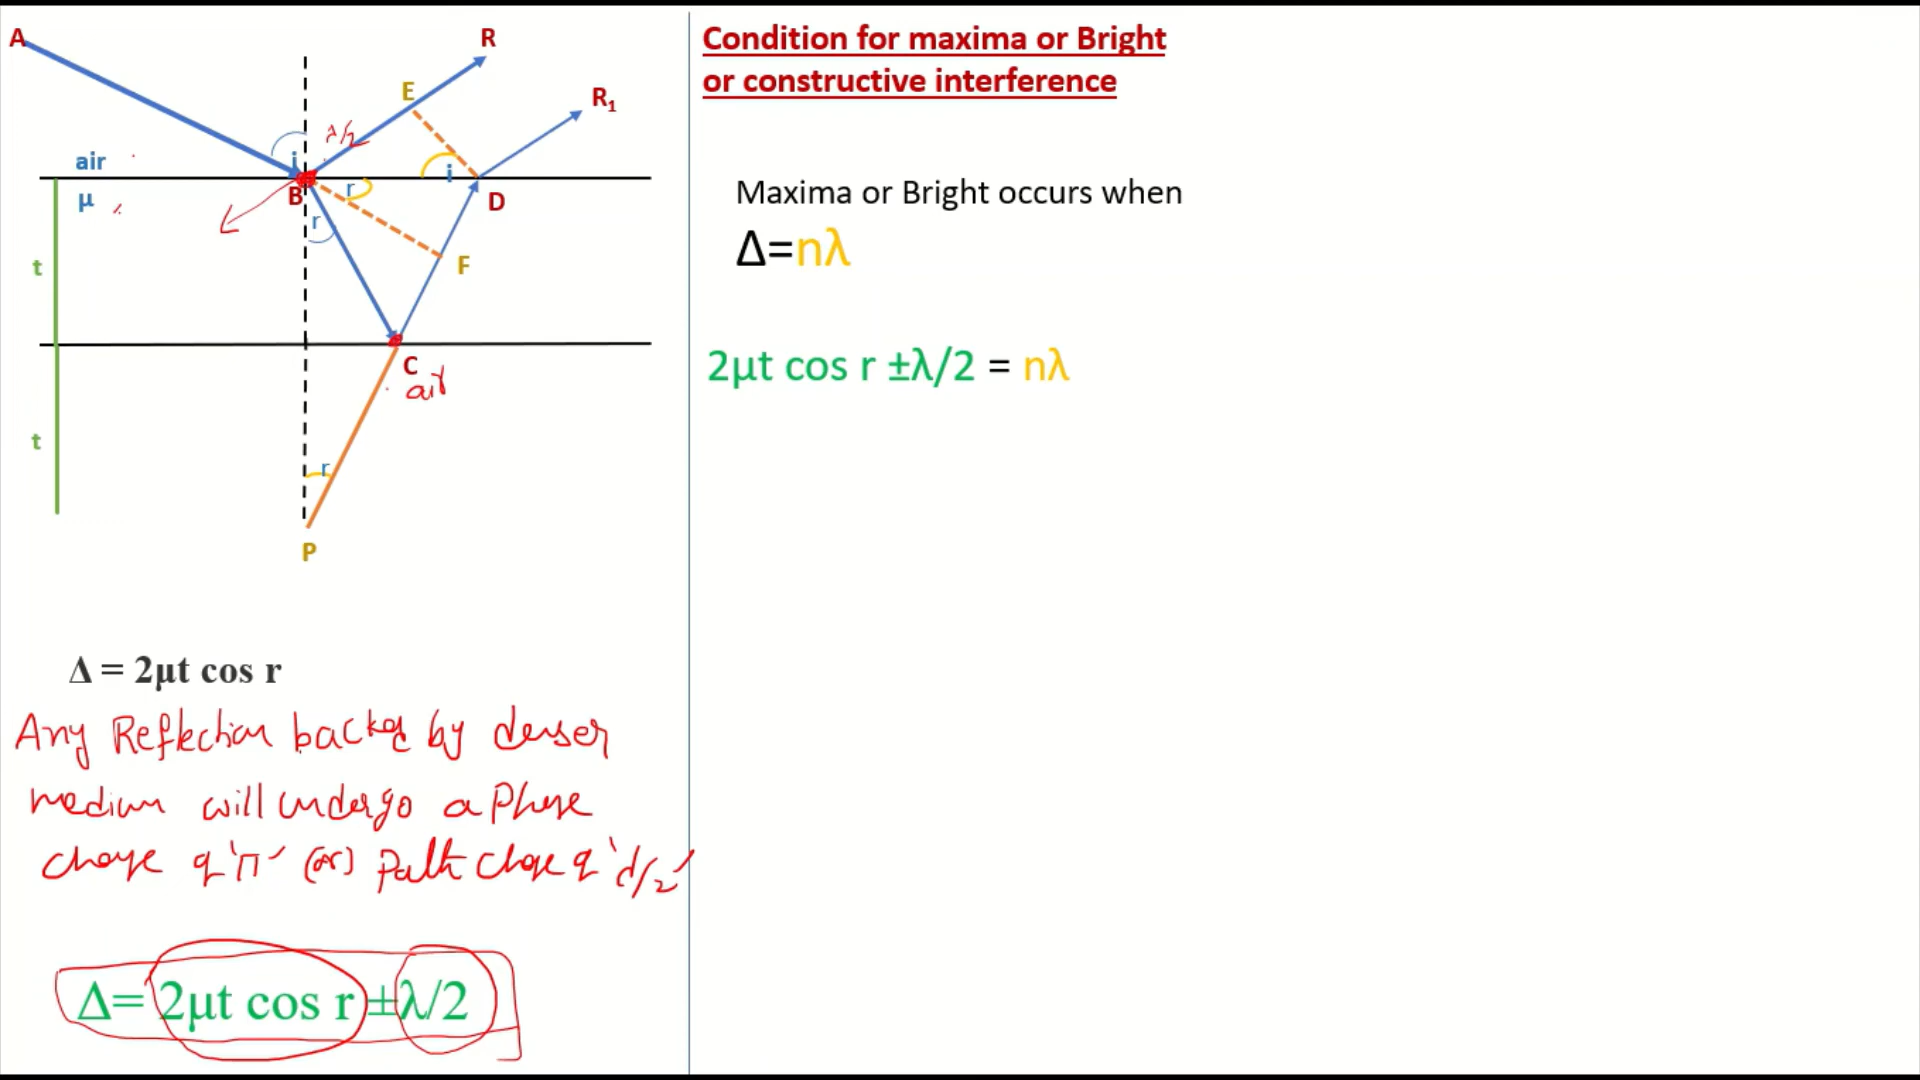 A
R
E
R₁
λ/2
air
i
i
μ
B
r
D
r
t
F
C
air
t
r
P
Δ = 2μt cos r
Any Reflection backed by denser
medium will undergo a Phase
change of 'π' (or) Path change of 'λ/2'
Δ= 2μt cos r ±λ/2
Condition for maxima or Bright
or constructive interference
Maxima or Bright occurs when
Δ=nλ
2μt cos r ±λ/2 = nλ